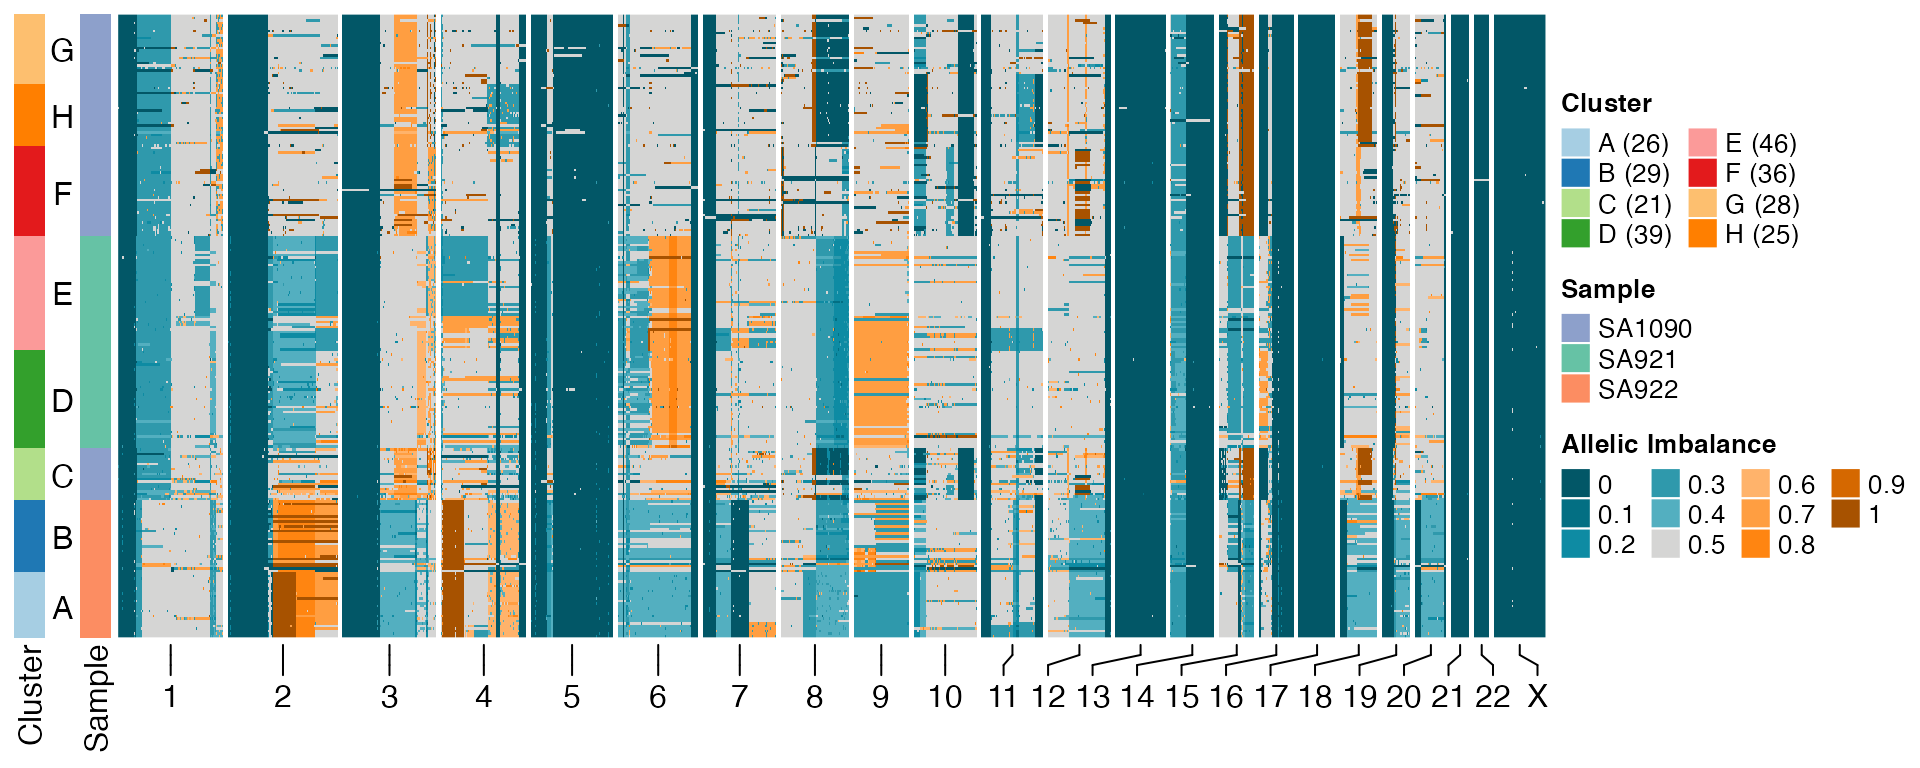 G
H
F
E
D
C
B
A
Cluster
Sample
1 2 3 4 5 6 7 8 9 10 11 12 13 14 15 16 17 18 19 20 21 22 X
Cluster
A (26) E (46)
B (29) F (36)
C (21) G (28)
D (39) H (25)
Sample
SA1090
SA921
SA922
Allelic Imbalance
0 0.3 0.6 0.9
0.1 0.4 0.7 1
0.2 0.5 0.8